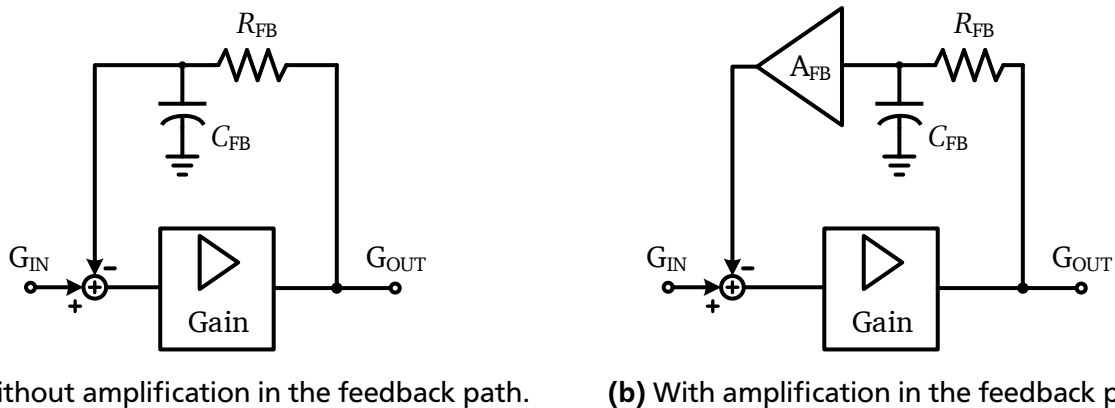 R_FB
C_FB
G_IN
+
−
+
Gain
G_OUT
A_FB
R_FB
C_FB
G_IN
+
−
+
Gain
G_OUT
ithout amplification in the feedback path.
(b) With amplification in the feedback p